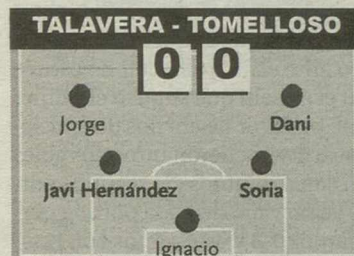 TALAVERA - TOMELLOSO
0 0
Jorge Dani
Javi Hernández Soria
Ignacio